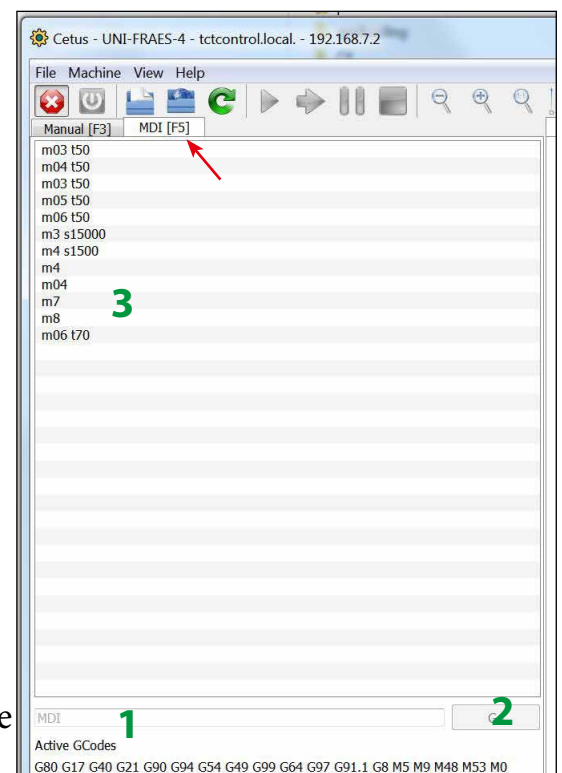 Cetus - UNI-FRAES-4 - tctcontrol.local. - 192.168.7.2
File Machine View Help
Manual [F3] MDI [F5]
m03 t50
m04 t50
m03 t50
m05 t50
m06 t50
m3 s15000
m4 s1500
m4
m04
m7
m8
m06 t70
3
e
MDI
1
2
Active GCodes
G80 G17 G40 G21 G90 G94 G54 G49 G99 G64 G97 G91.1 G8 M5 M9 M48 M53 M0